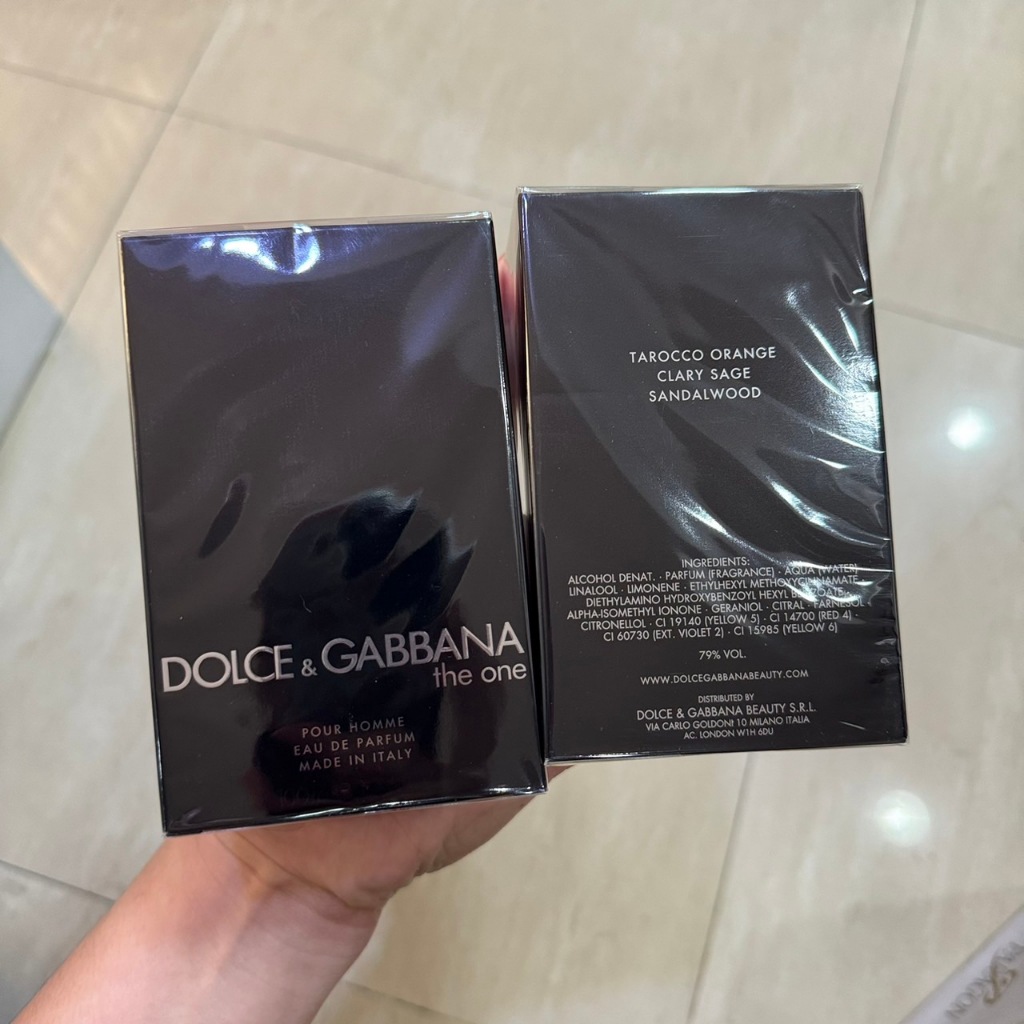 DOLCE & GABBANA
the one
POUR HOMME
EAU DE PARFUM
MADE IN ITALY
TAROCCO ORANGE
CLARY SAGE
SANDALWOOD
INGREDIENTS:
ALCOHOL DENAT. · PARFUM (FRAGRANCE) · AQUA (WATER)
LINALOOL · LIMONENE · ETHYLHEXYL METHOXYCINNAMATE ·
DIETHYLAMINO HYDROXYBENZOYL HEXYL BENZOATE ·
ALPHA-ISOMETHYL IONONE · GERANIOL · CITRAL · FARNESOL ·
CITRONELLOL · CI 19140 (YELLOW 5) · CI 14700 (RED 4) ·
CI 60730 (EXT. VIOLET 2) · CI 15985 (YELLOW 6)
79% VOL.
WWW.DOLCEGABBANABEAUTY.COM
DISTRIBUTED BY
DOLCE & GABBANA BEAUTY S.R.L.
VIA CARLO GOLDONI 10 MILANO ITALIA
AC. LONDON W1H 6DU